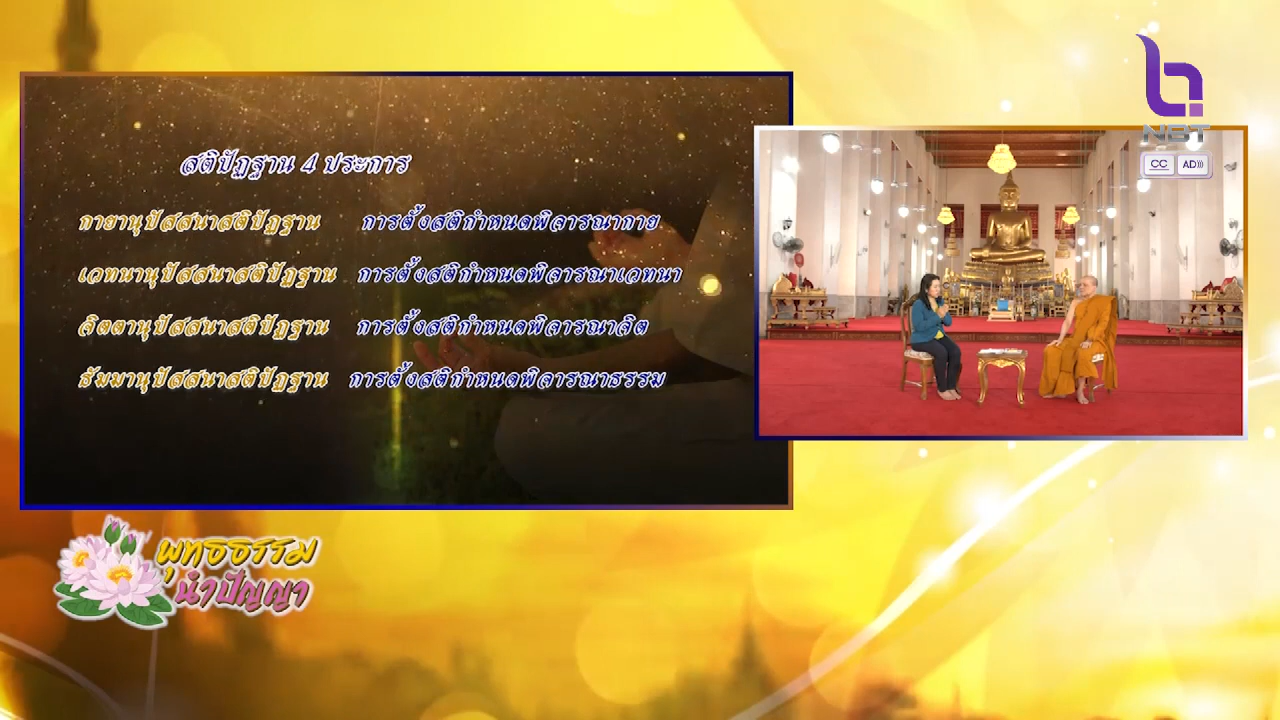 สติปัฏฐาน 4 ประการ
กายานุปัสสนาสติปัฏฐาน การตั้งสติกำหนดพิจารณากาย
เวทนานุปัสสนาสติปัฏฐาน การตั้งสติกำหนดพิจารณาเวทนา
จิตตานุปัสสนาสติปัฏฐาน การตั้งสติกำหนดพิจารณาจิต
ธัมมานุปัสสนาสติปัฏฐาน การตั้งสติกำหนดพิจารณาธรรม
NBT
CC AD
พุทธธรรม
นำปัญญา